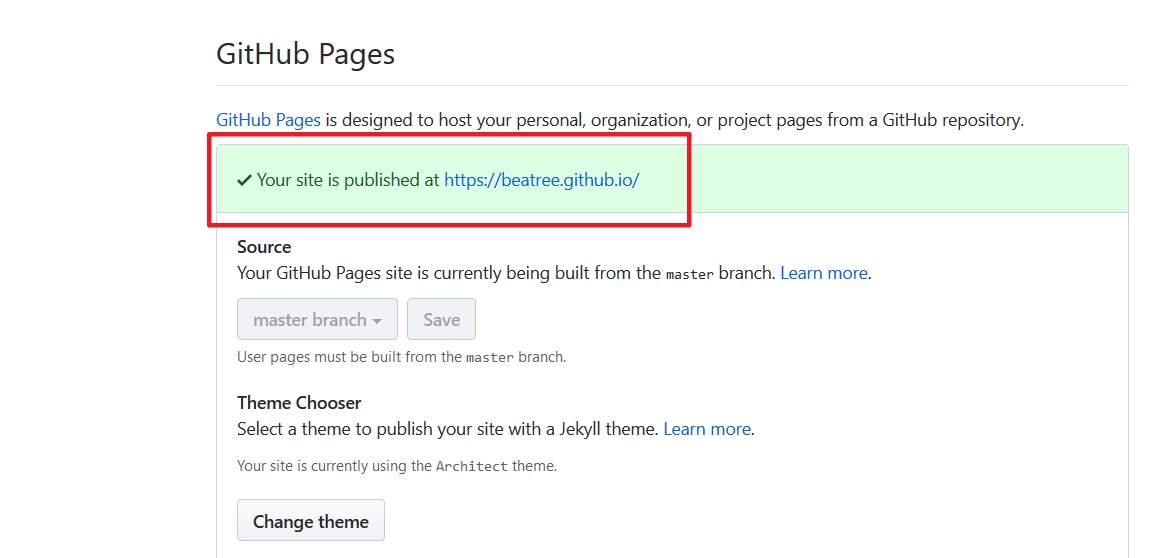 GitHub Pages
GitHub Pages is designed to host your personal, organization, or project pages from a GitHub repository.
Your site is published at https://beatree.github.io/
Source
Your GitHub Pages site is currently being built from the master branch. Learn more.
master branch Save
User pages must be built from the master branch.
Theme Chooser
Select a theme to publish your site with a Jekyll theme. Learn more.
Your site is currently using the Architect theme.
Change theme